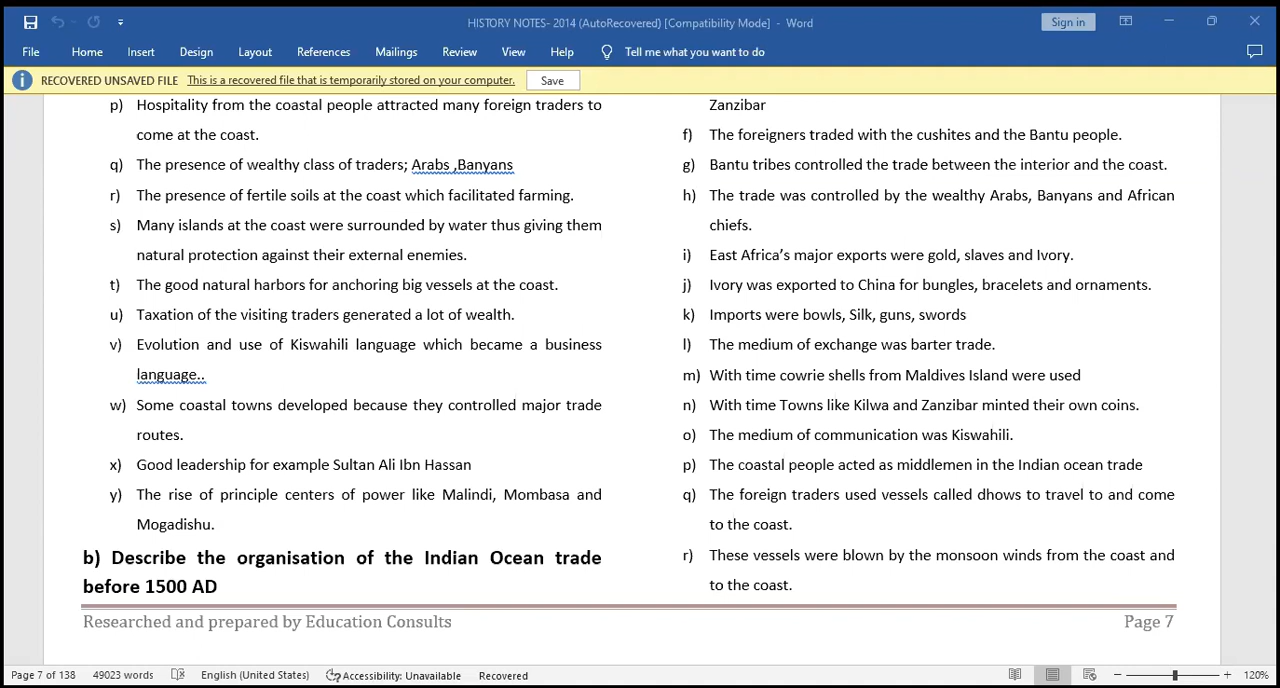 HISTORY NOTES- 2014 (AutoRecovered) [Compatibility Mode] - Word
Sign in
File Home Insert Design Layout References Mailings Review View Help Tell me what you want to do
RECOVERED UNSAVED FILE This is a recovered file that is temporarily stored on your computer. Save
p) Hospitality from the coastal people attracted many foreign traders to
come at the coast.
q) The presence of wealthy class of traders; Arabs ,Banyans
r) The presence of fertile soils at the coast which facilitated farming.
s) Many islands at the coast were surrounded by water thus giving them
natural protection against their external enemies.
t) The good natural harbors for anchoring big vessels at the coast.
u) Taxation of the visiting traders generated a lot of wealth.
v) Evolution and use of Kiswahili language which became a business
language..
w) Some coastal towns developed because they controlled major trade
routes.
x) Good leadership for example Sultan Ali Ibn Hassan
y) The rise of principle centers of power like Malindi, Mombasa and
Mogadishu.
b) Describe the organisation of the Indian Ocean trade
before 1500 AD
Zanzibar
f) The foreigners traded with the cushites and the Bantu people.
g) Bantu tribes controlled the trade between the interior and the coast.
h) The trade was controlled by the wealthy Arabs, Banyans and African
chiefs.
i) East Africa's major exports were gold, slaves and Ivory.
j) Ivory was exported to China for bungles, bracelets and ornaments.
k) Imports were bowls, Silk, guns, swords
l) The medium of exchange was barter trade.
m) With time cowrie shells from Maldives Island were used
n) With time Towns like Kilwa and Zanzibar minted their own coins.
o) The medium of communication was Kiswahili.
p) The coastal people acted as middlemen in the Indian ocean trade
q) The foreign traders used vessels called dhows to travel to and come
to the coast.
r) These vessels were blown by the monsoon winds from the coast and
to the coast.
Researched and prepared by Education Consults Page 7
Page 7 of 138 49023 words English (United States) Accessibility: Unavailable Recovered 120%